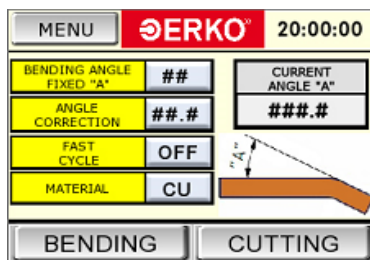 MENU
ERKO®
20:00:00
BENDING ANGLE
FIXED "A"
##
CURRENT
ANGLE "A"
ANGLE
CORRECTION
##.#
###.#
FAST
CYCLE
OFF
"A"
MATERIAL
CU
BENDING
CUTTING